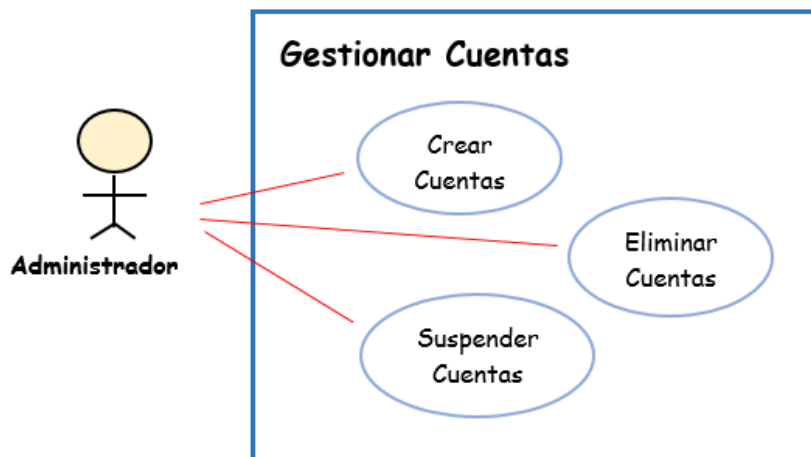 Gestionar Cuentas
Crear
Cuentas
Eliminar
Cuentas
Administrador
Suspender
Cuentas